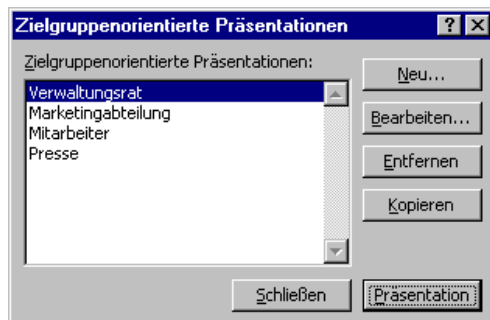 Zielgruppenorientierte Präsentationen
Zielgruppenorientierte Präsentationen:
Verwaltungsrat
Marketingabteilung
Mitarbeiter
Presse
Neu...
Bearbeiten...
Entfernen
Kopieren
Schließen
Präsentation